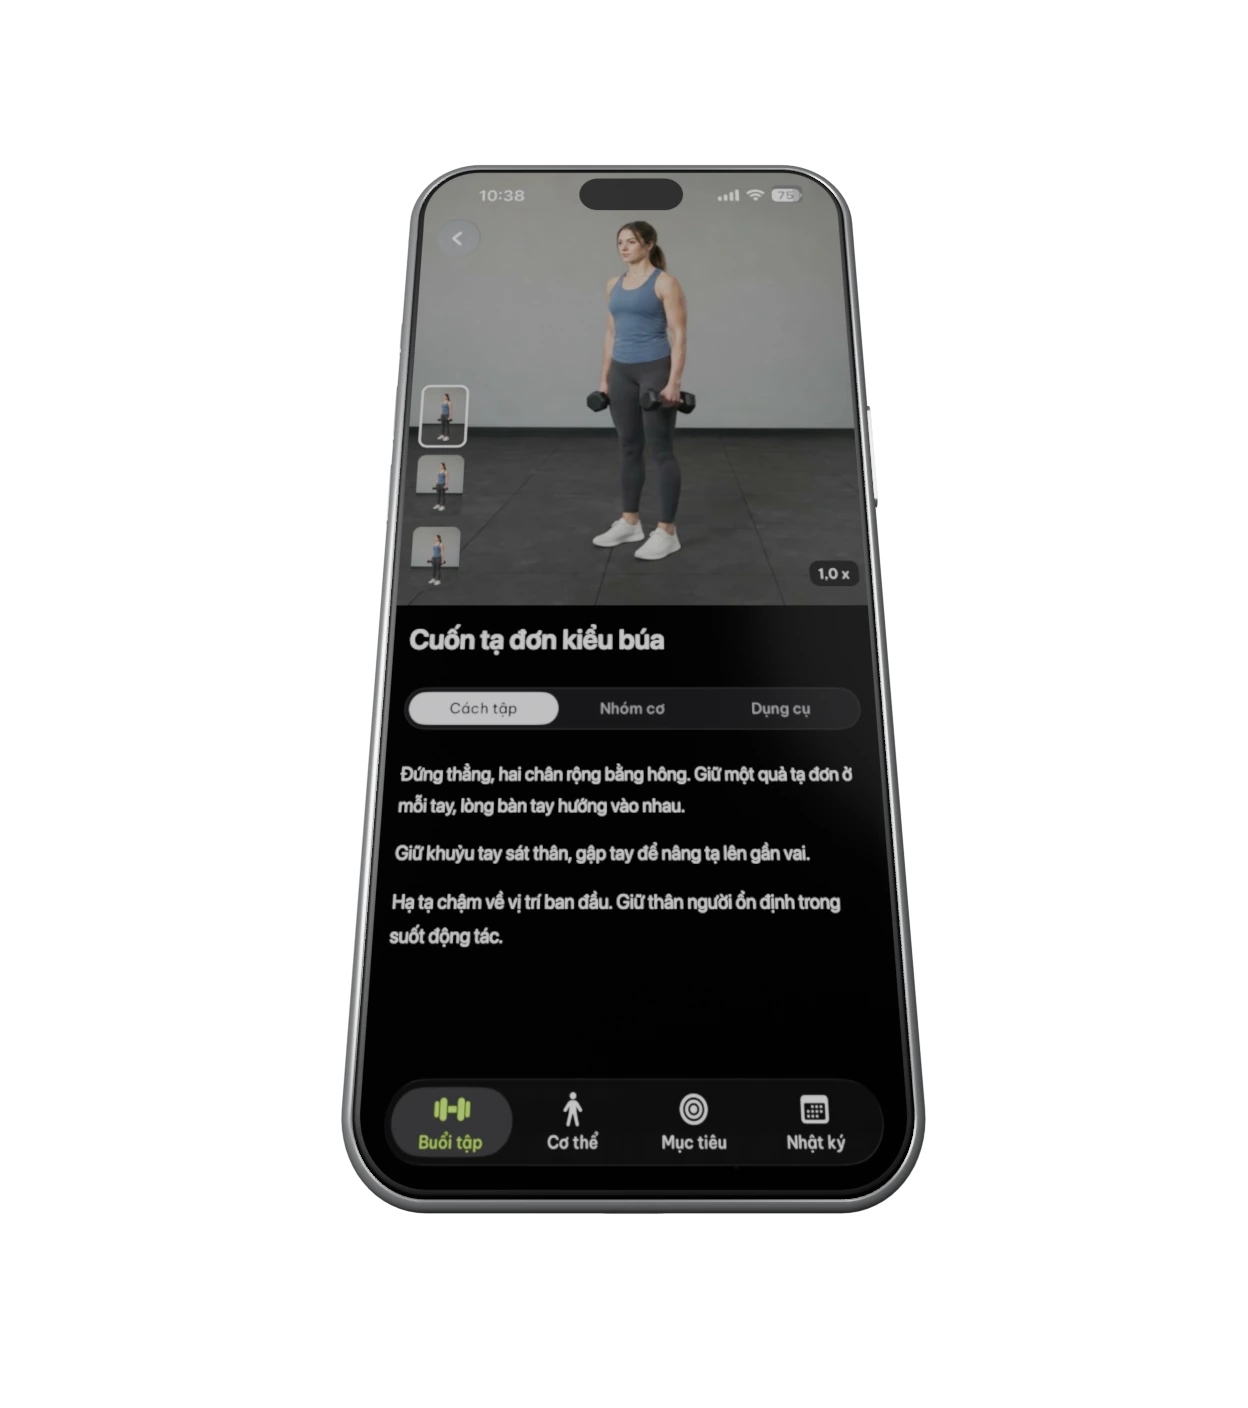 10:38
75
1,0 x
Cuốn tạ đơn kiểu búa
Cách tập
Nhóm cơ
Dụng cụ
Đứng thẳng, hai chân rộng bằng hông. Giữ một quả tạ đơn ở
mỗi tay, lòng bàn tay hướng vào nhau.
Giữ khuỷu tay sát thân, gập tay để nâng tạ lên gần vai.
Hạ tạ chậm về vị trí ban đầu. Giữ thân người ổn định trong
suốt động tác.
Buổi tập
Cơ thể
Mục tiêu
Nhật ký